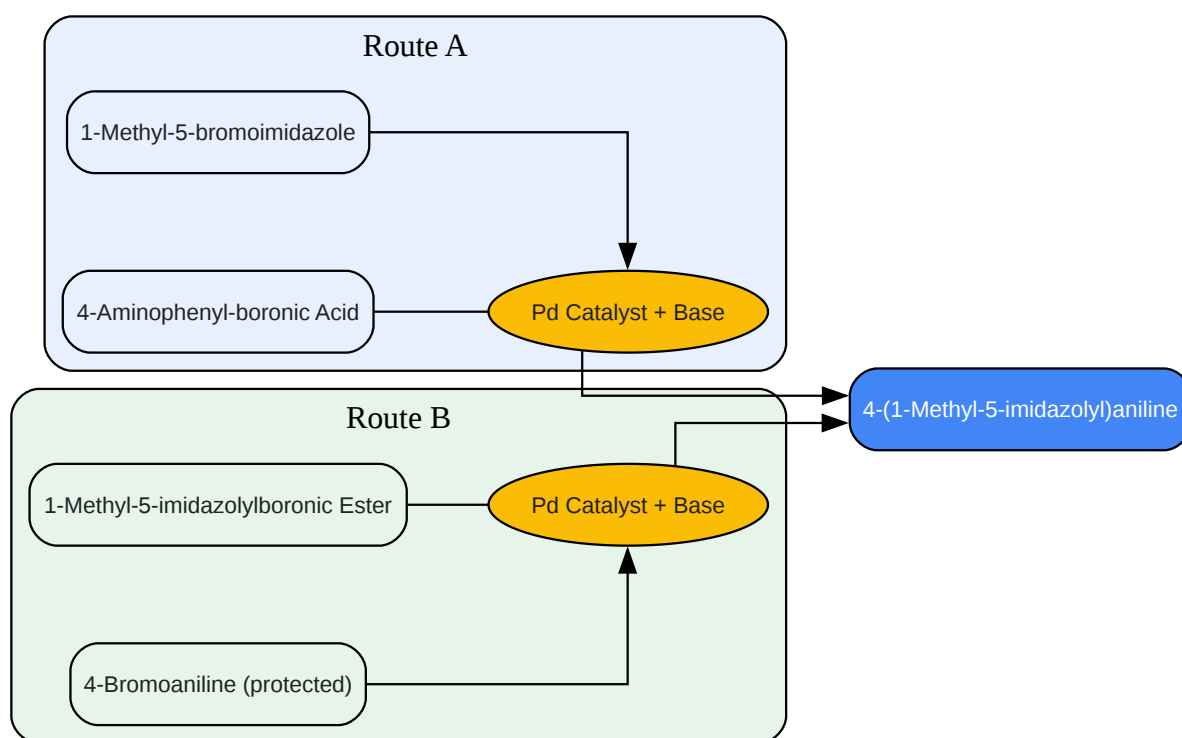 Route A
1-Methyl-5-bromoimidazole
4-Aminophenyl-boronic Acid
Pd Catalyst + Base
4-(1-Methyl-5-imidazolyl)aniline
Route B
1-Methyl-5-imidazolylboronic Ester
Pd Catalyst + Base
4-Bromoaniline (protected)